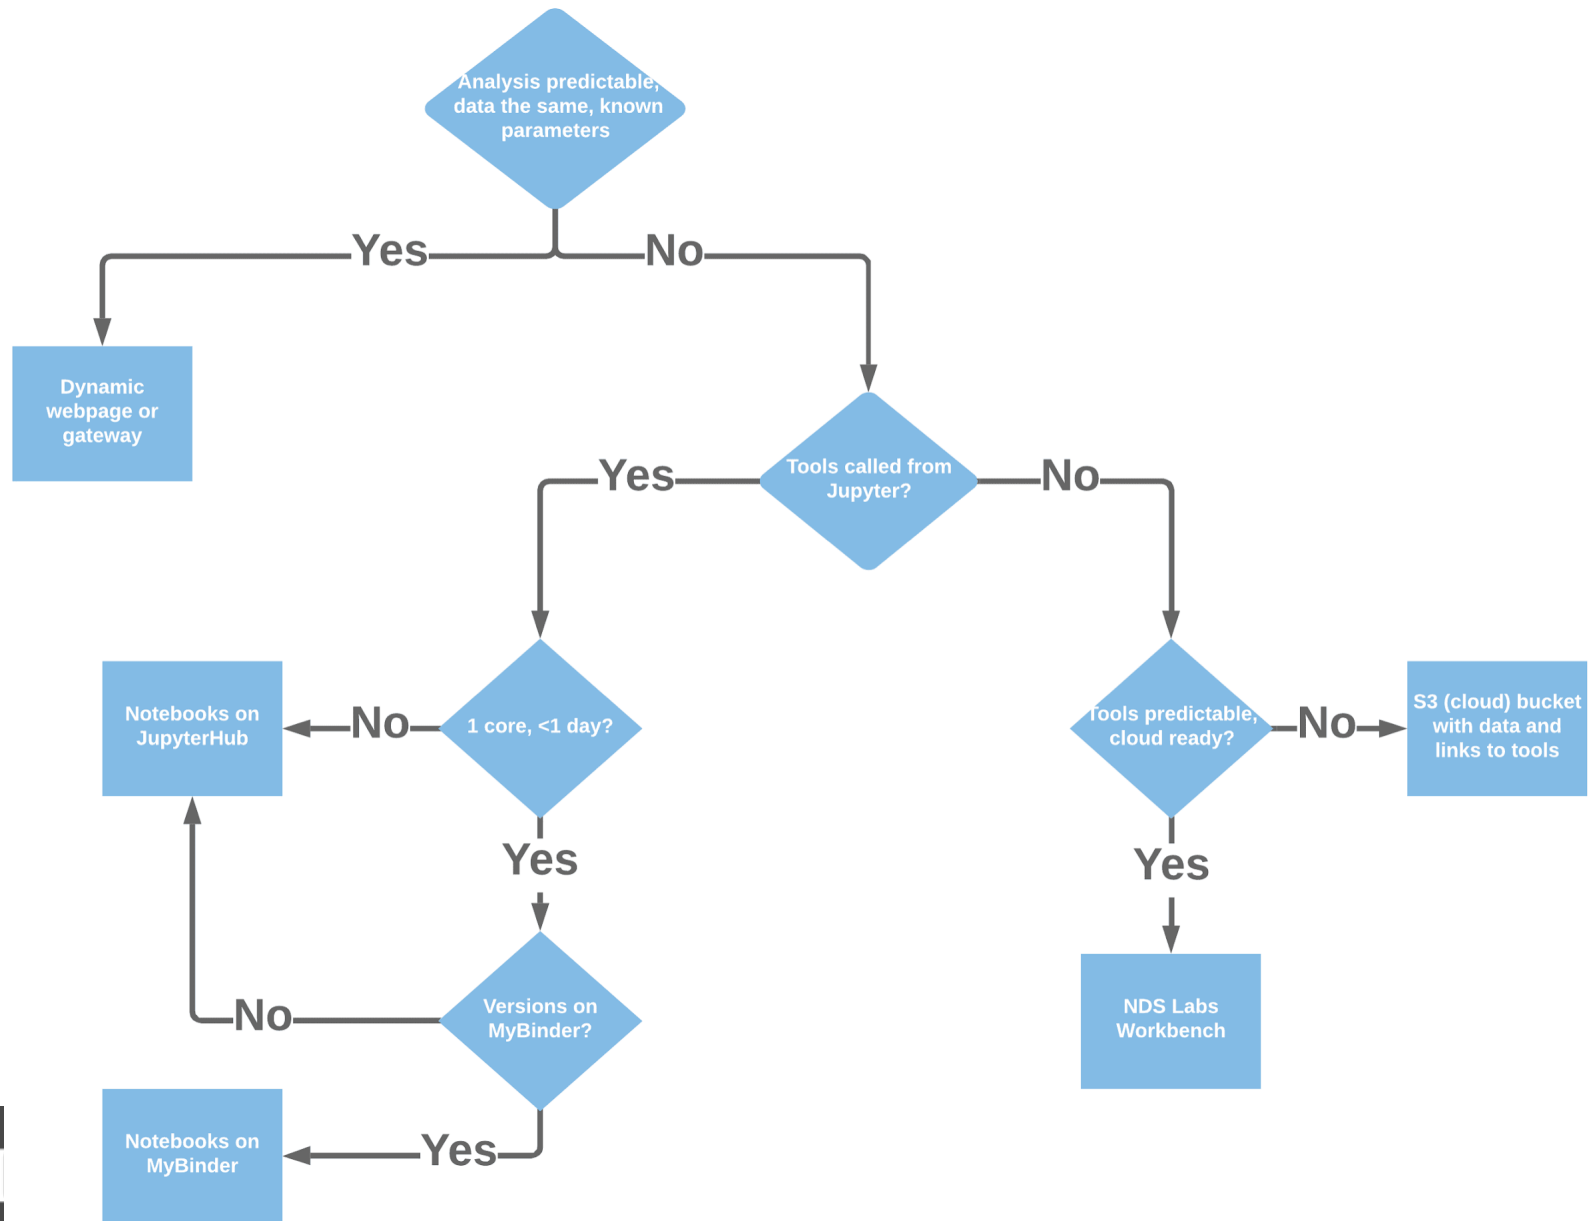 Analysis predictable,
data the same, known
parameters
Yes
No
Dynamic
webpage or
gateway
Tools called from
Jupyter?
Yes
No
Notebooks on
JupyterHub
No
1 core, <1 day?
Tools predictable,
cloud ready?
No
S3 (cloud) bucket
with data and
links to tools
Yes
Yes
Versions on
MyBinder?
No
NDS Labs
Workbench
Notebooks on
MyBinder
Yes